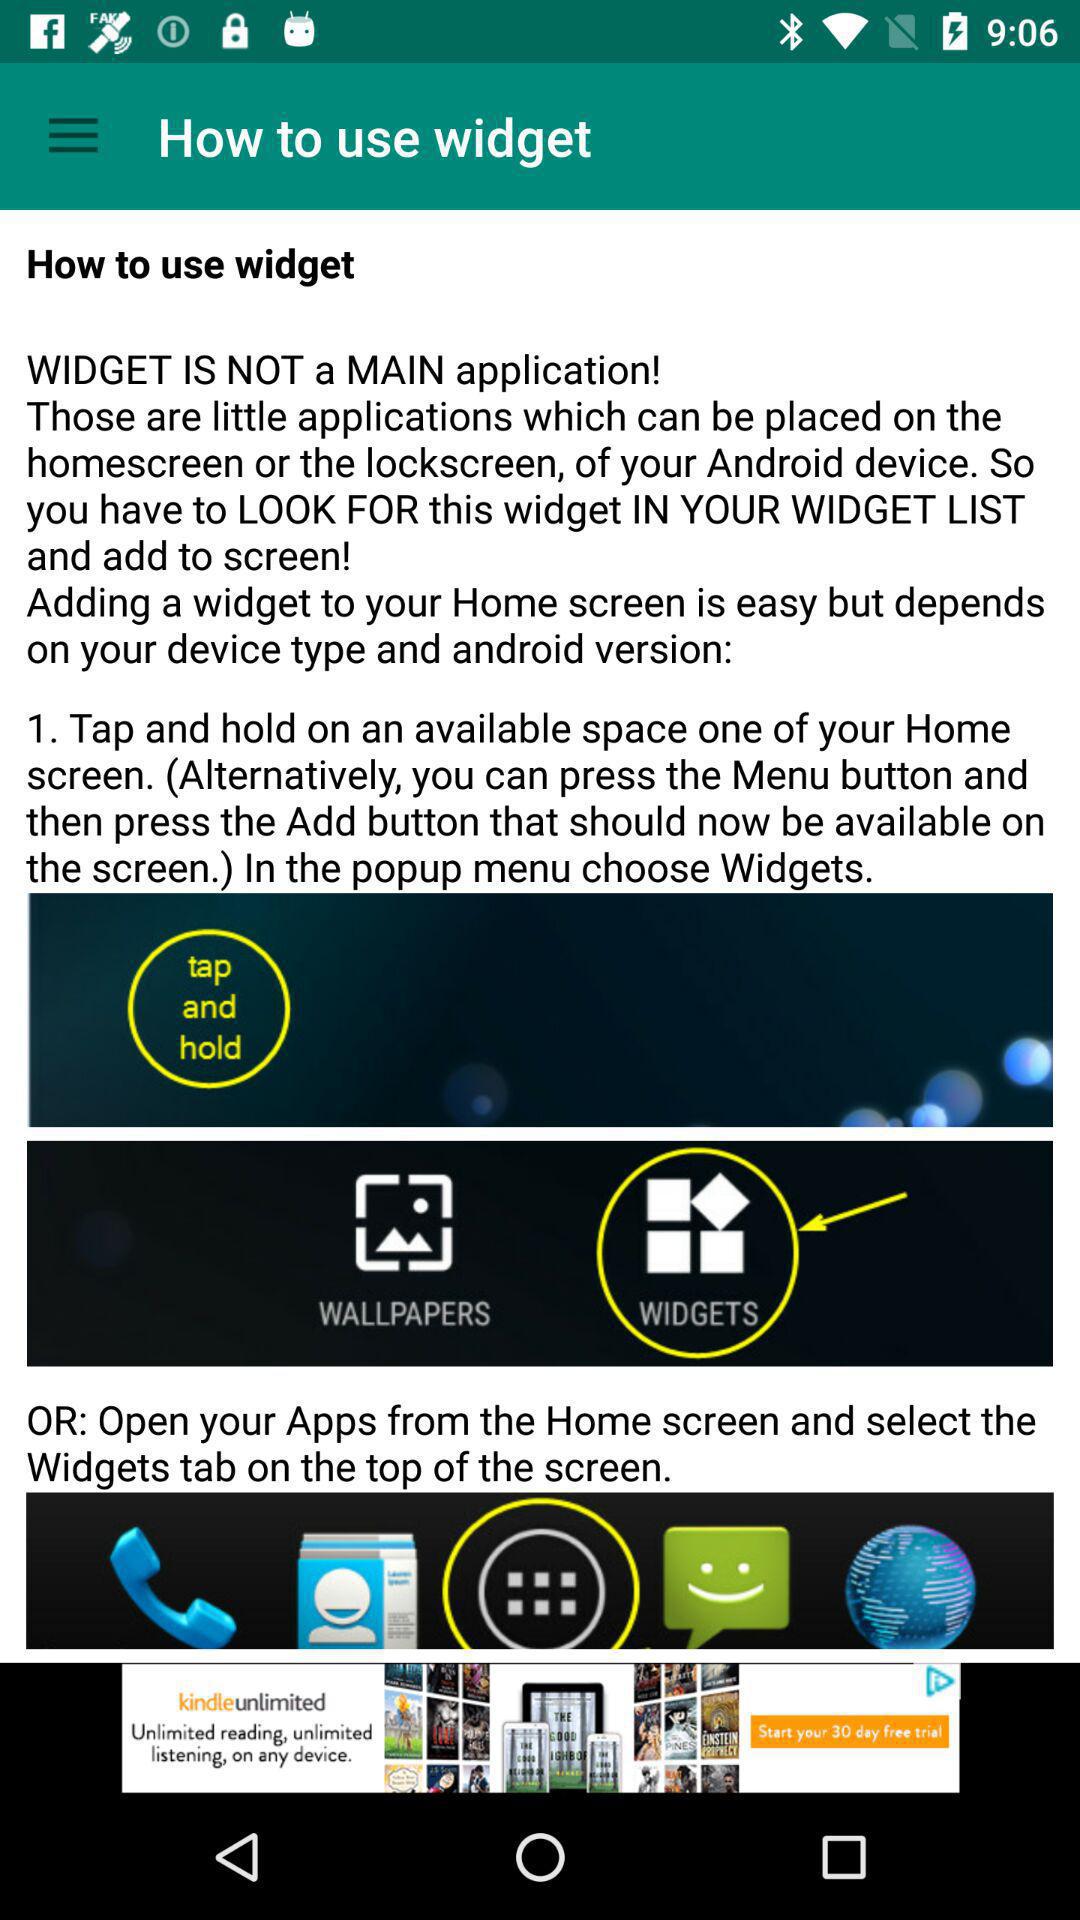 FAK
9:06
How to use widget
How to use widget
WIDGET IS NOT a MAIN application!
Those are little applications which can be placed on the
homescreen or the lockscreen, of your Android device. So
you have to LOOK FOR this widget IN YOUR WIDGET LIST
and add to screen!
Adding a widget to your Home screen is easy but depends
on your device type and android version:
1. Tap and hold on an available space one of your Home
screen. (Alternatively, you can press the Menu button and
then press the Add button that should now be available on
the screen.) In the popup menu choose Widgets.
tap
and
hold
WALLPAPERS
WIDGETS
OR: Open your Apps from the Home screen and select the
Widgets tab on the top of the screen.
kindleunlimited
Unlimited reading, unlimited
listening, on any device.
THE
GOOD
NEIGHBOR
PINES
EINSTEIN
PROPHECY
Start your 30 day free trial